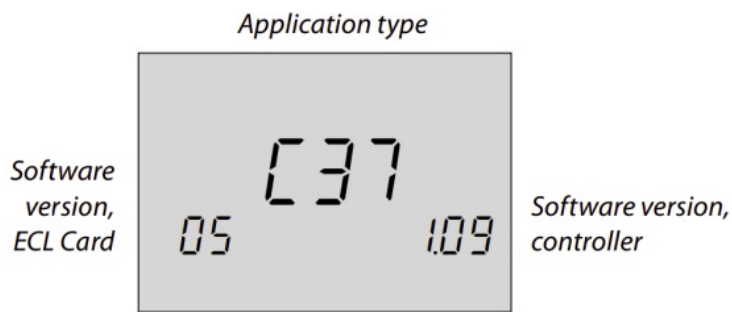 Application type
C37
Software
version,
ECL Card
05
1.09
Software version,
controller